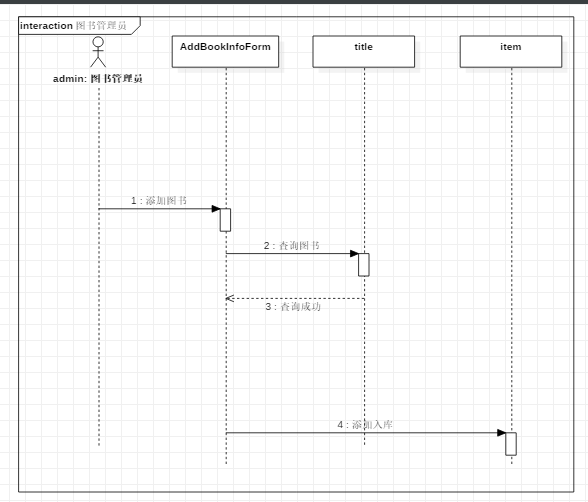 interaction 图书管理员
AddBookInfoForm
title
item
admin: 图书管理员
1 : 添加图书
2 : 查询图书
3 : 查询成功
4 : 添加入库